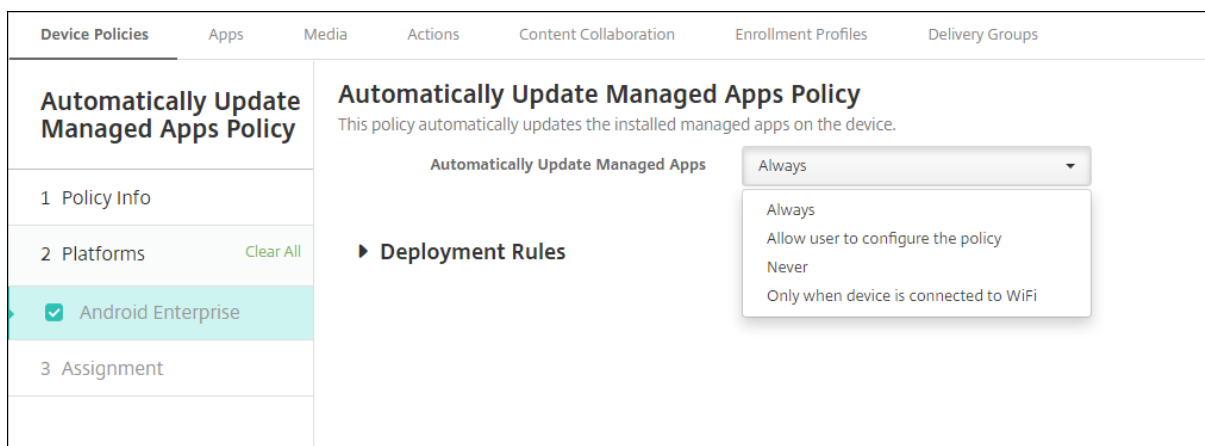 Device Policies Apps Media Actions Content Collaboration Enrollment Profiles Delivery Groups
Automatically Update
Managed Apps Policy
1 Policy Info
2 Platforms Clear All
Android Enterprise
3 Assignment
Automatically Update Managed Apps Policy
This policy automatically updates the installed managed apps on the device.
Automatically Update Managed Apps Always
Always
Allow user to configure the policy
Never
Only when device is connected to WiFi
Deployment Rules